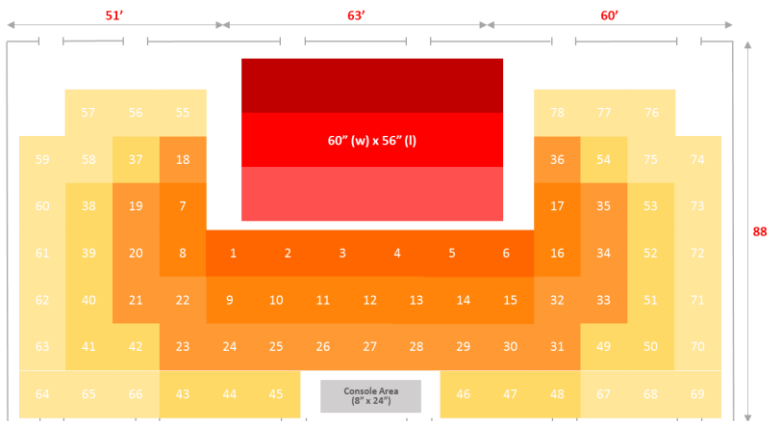 51′ 63′ 60′
57 56 55 78 77 76
60″ (w) x 56″ (l)
59 58 37 18 36 54 75 74
60 38 19 7 17 35 53 73
88
61 39 20 8 1 2 3 4 5 6 16 34 52 72
62 40 21 22 9 10 11 12 13 14 15 32 33 51 71
63 41 42 23 24 25 26 27 28 29 30 31 49 50 70
64 65 66 43 44 45 46 47 48 67 68 69
Console Area
(8″ x 24″)